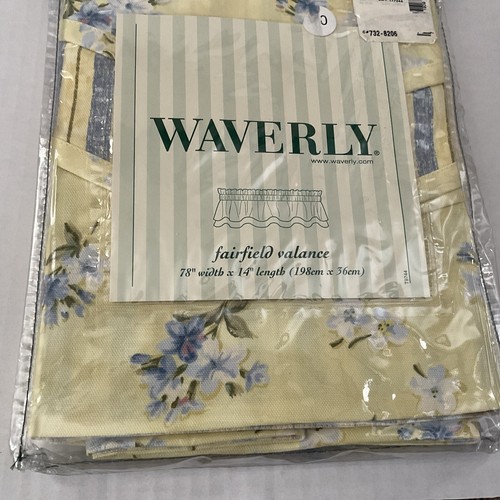 C
732-8206
WAVERLY®
www.waverly.com
fairfield valance
78" width x 14" length (198cm x 36cm)